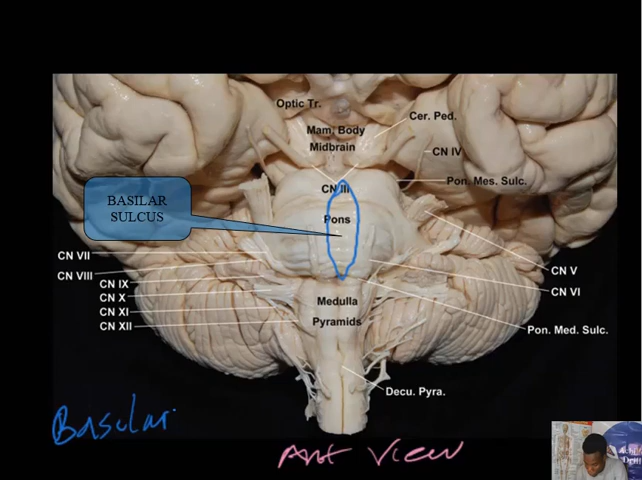 Optic Tr.
Cer. Ped.
Mam. Body
Midbrain
CN IV
Pon. Mes. Sulc.
CN III
BASILAR
SULCUS
Pons
CN VII
CN VIII
CN IX
CN X
CN XI
CN XII
CN V
CN VI
Medulla
Pyramids
Pon. Med. Sulc.
Decu. Pyra.
Basilar
Ant View